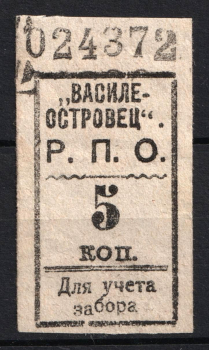 024372
„ВАСИЛЕ-
ОСТРОВЕЦ“.
Р. П. О.
5
КОП.
Для учета
забора